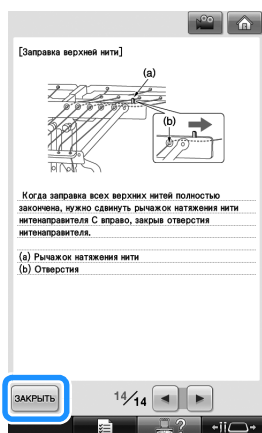 [Заправка верхней нити]
(a)
(b)
Когда заправка всех верхних нитей полностью
закончена, нужно сдвинуть рычажок натяжения нити
нитенаправителя С вправо, закрыв отверстия
нитенаправителя.
(a) Рычажок натяжения нити
(b) Отверстия
ЗАКРЫТЬ
14/14
?